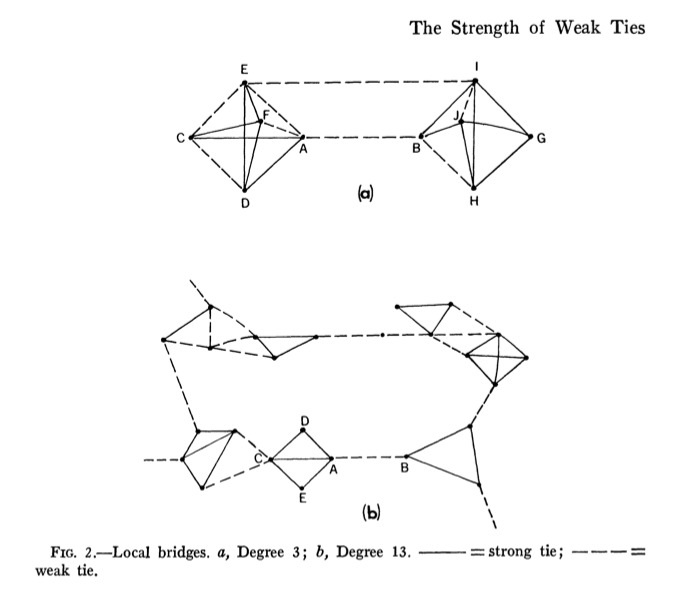 The Strength of Weak Ties
E
I
F
J
C
A
B
G
D
H
(a)
D
C
A
B
E
(b)
FIG. 2.—Local bridges. a, Degree 3; b, Degree 13. ——— = strong tie; — — — =
weak tie.